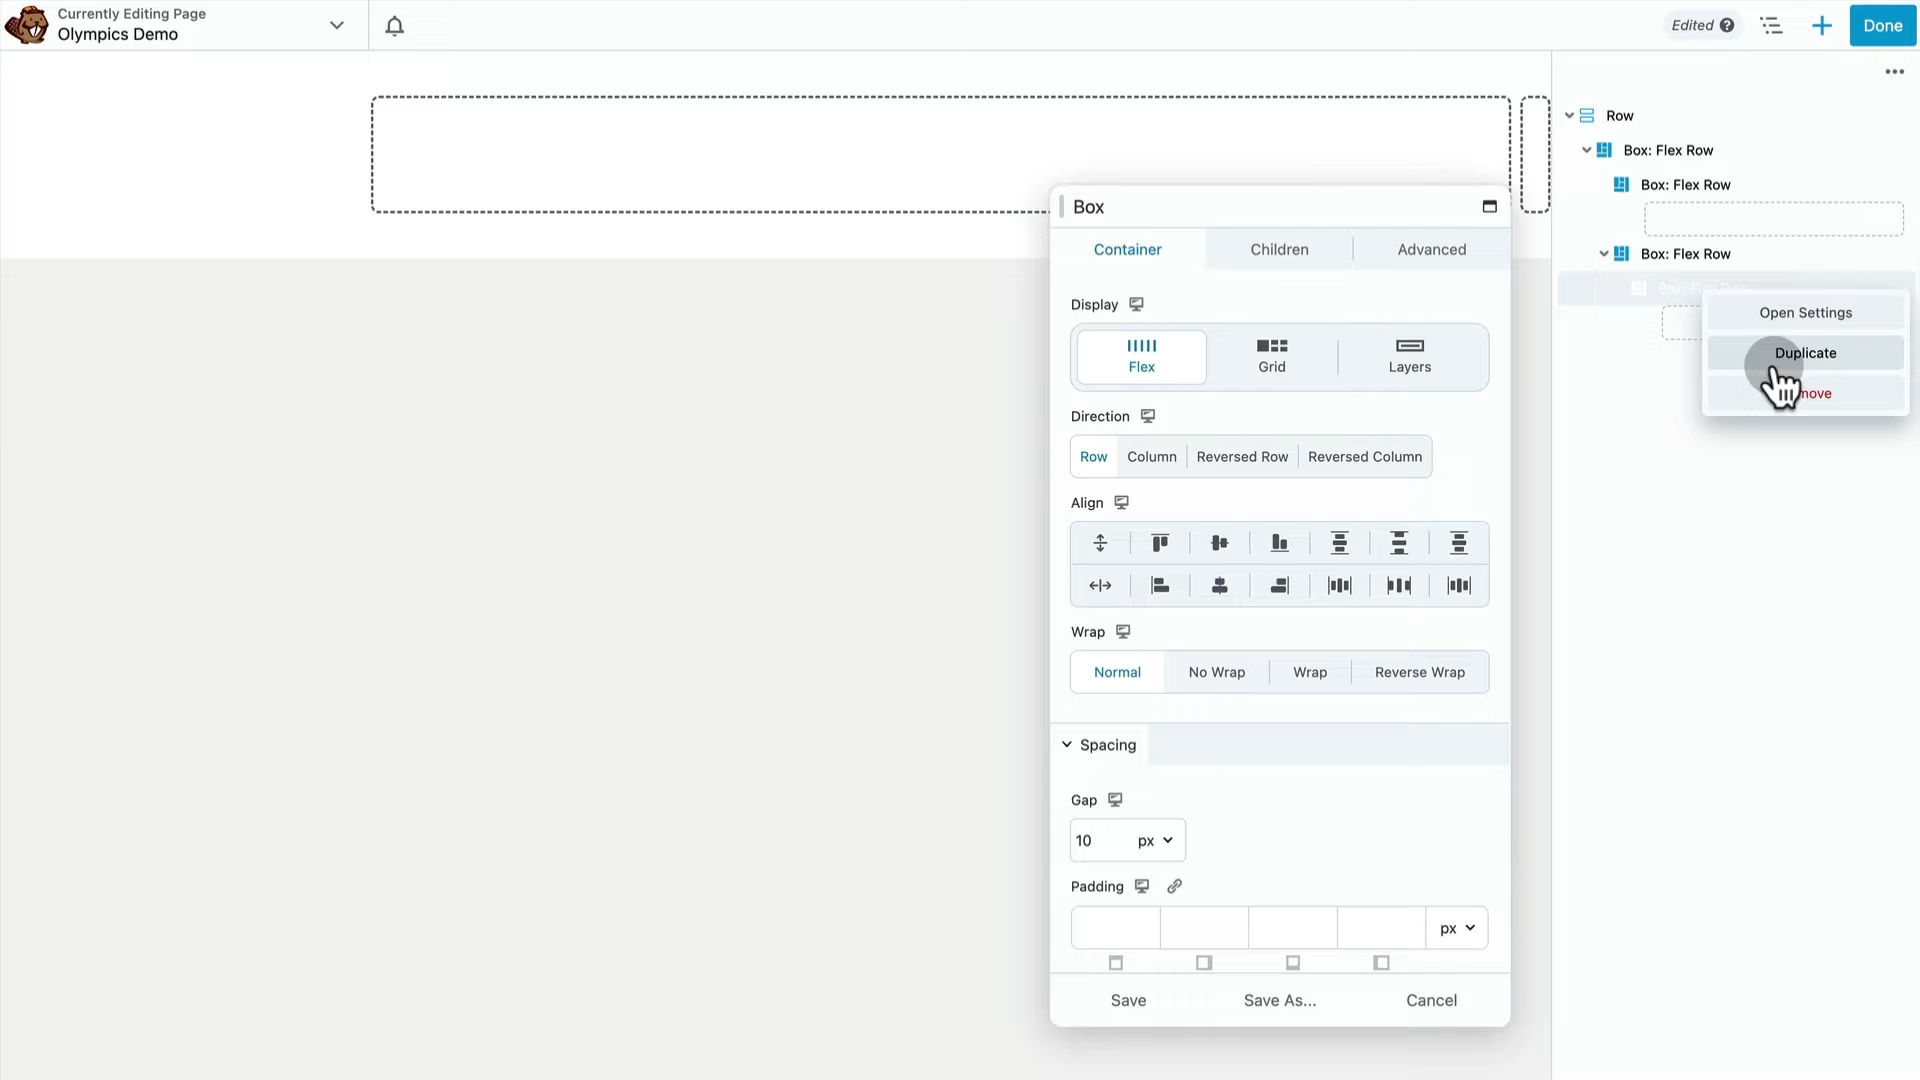 Currently Editing Page
Olympics Demo
Edited
Done
Row
Box: Flex Row
Box: Flex Row
Box: Flex Row
Open Settings
Duplicate
move
Box
Container
Children
Advanced
Display
Flex
Grid
Layers
Direction
Row
Column
Reversed Row
Reversed Column
Align
Wrap
Normal
No Wrap
Wrap
Reverse Wrap
Spacing
Gap
10 px
Padding
px
Save
Save As...
Cancel